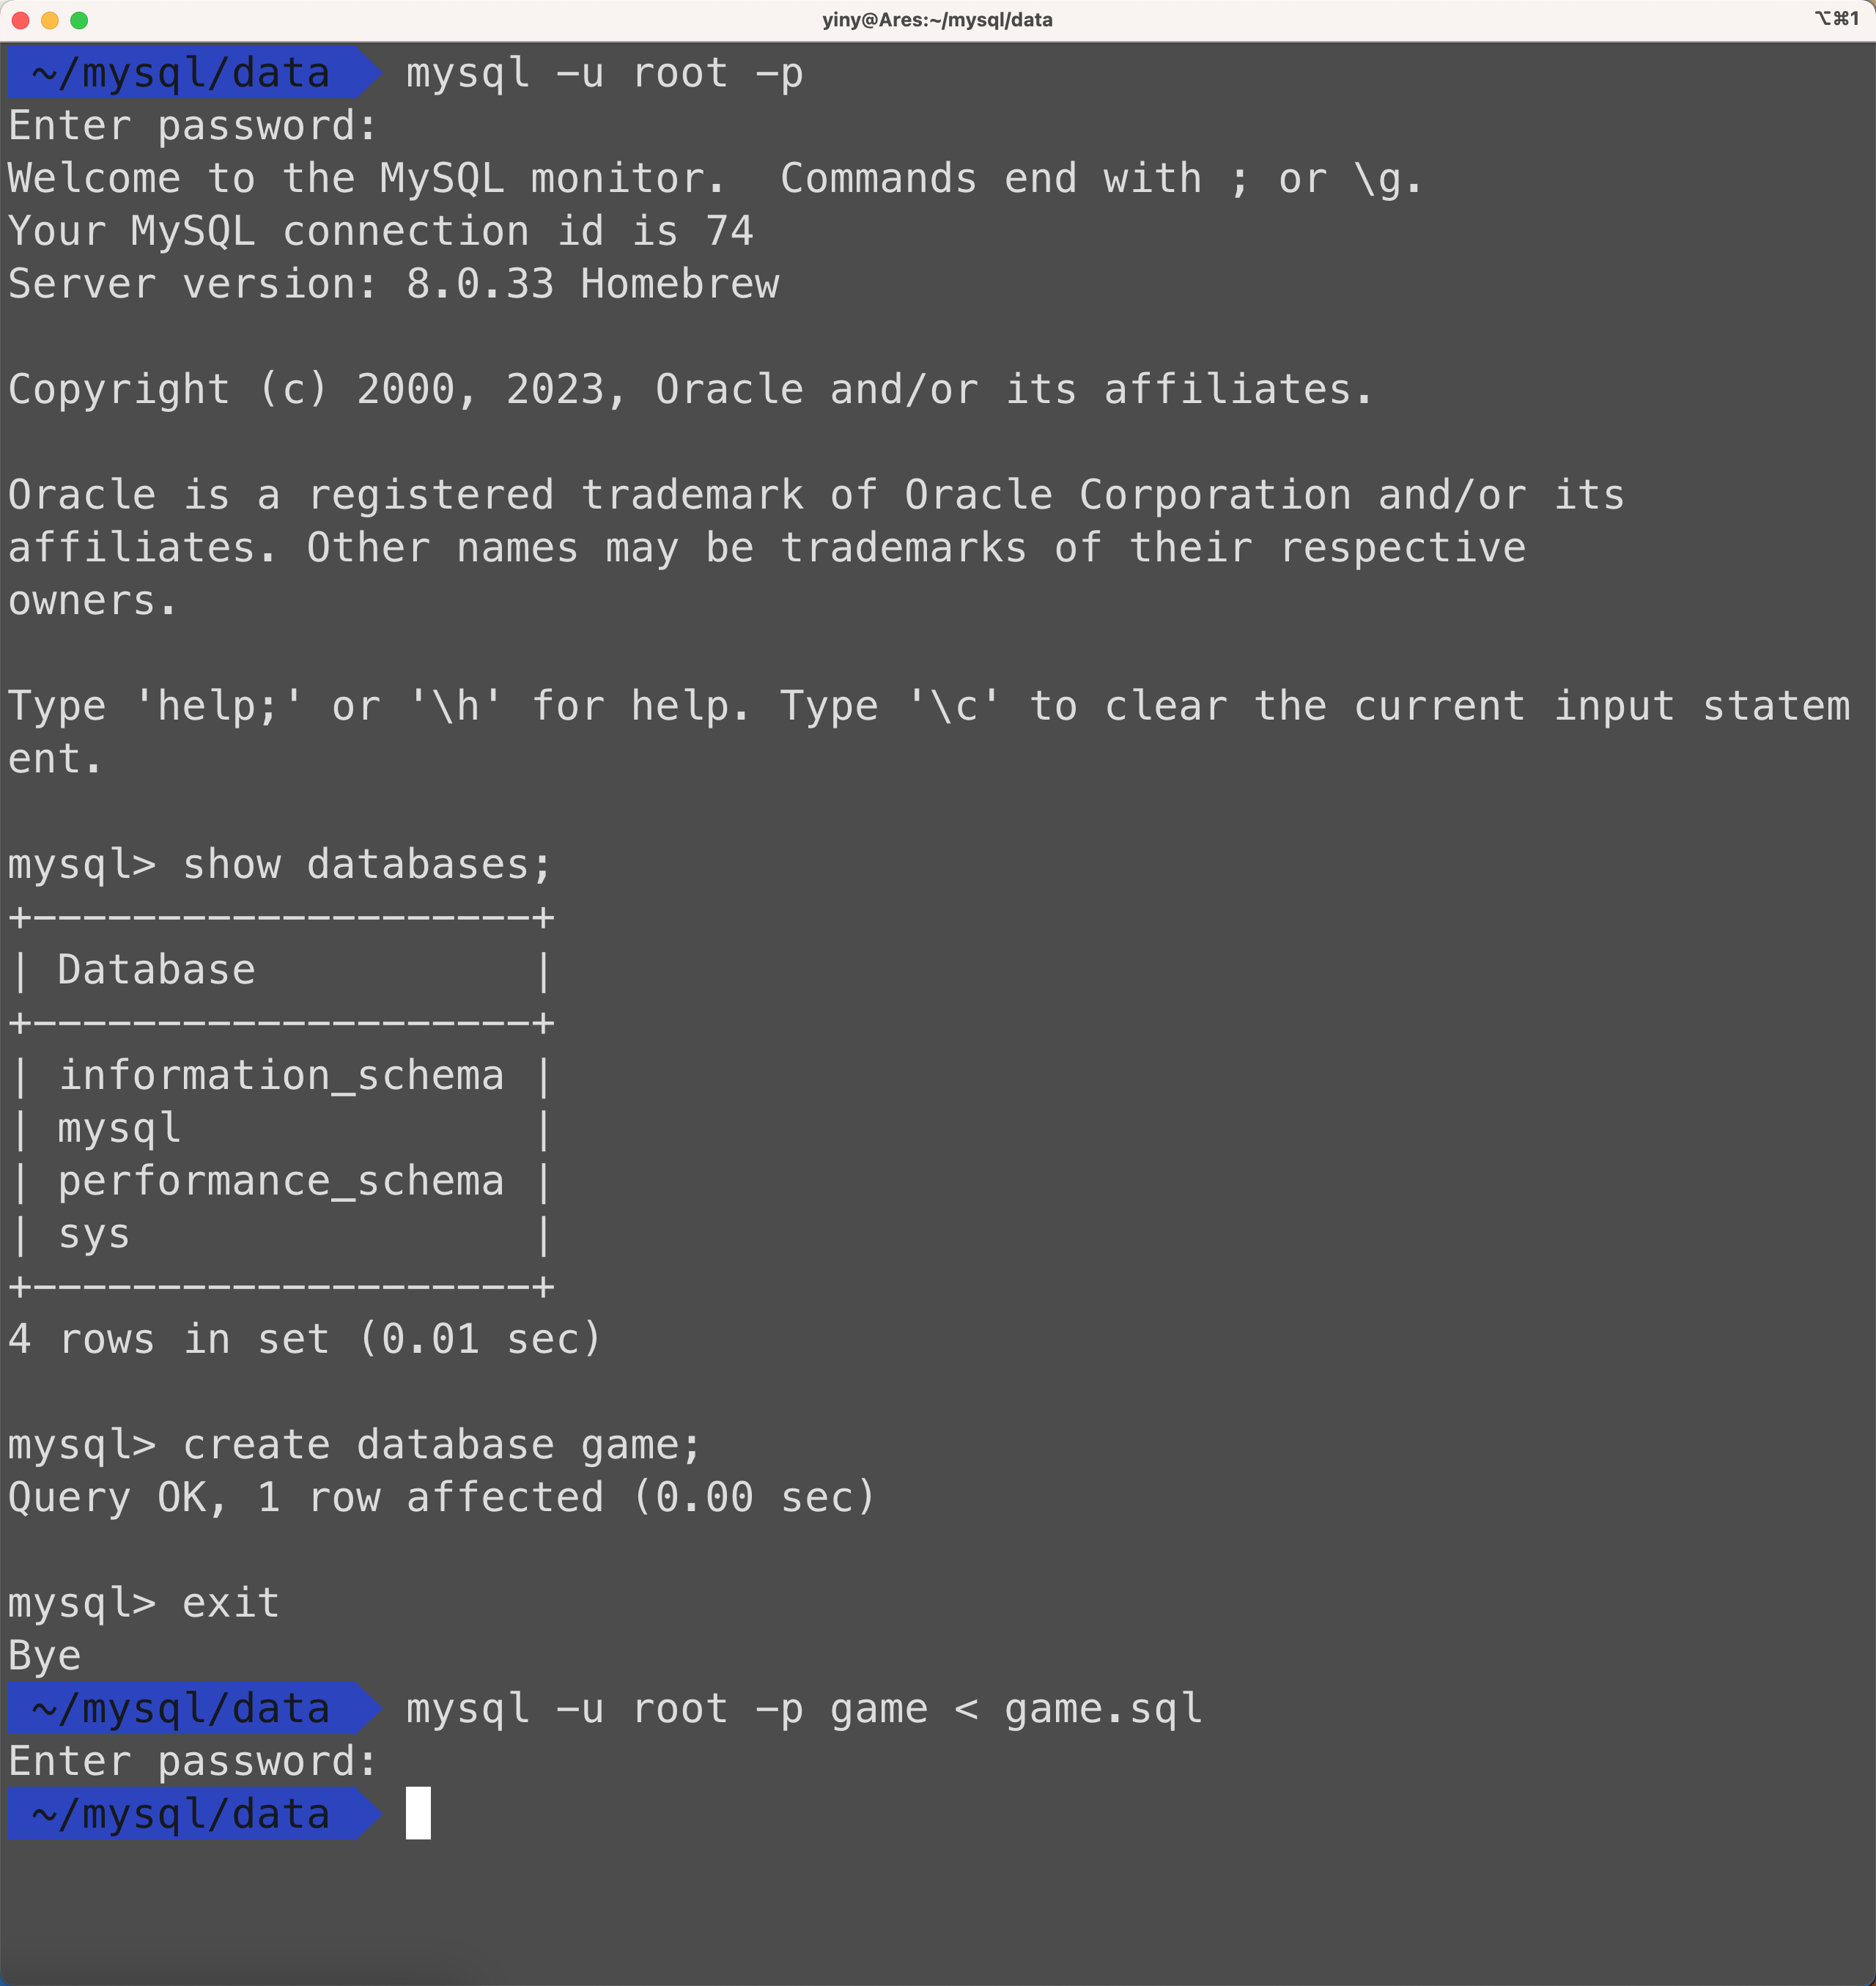 yiny@Ares:~/mysql/data ⌥⌘1
~/mysql/data mysql -u root -p
Enter password:
Welcome to the MySQL monitor.  Commands end with ; or \g.
Your MySQL connection id is 74
Server version: 8.0.33 Homebrew
Copyright (c) 2000, 2023, Oracle and/or its affiliates.
Oracle is a registered trademark of Oracle Corporation and/or its
affiliates. Other names may be trademarks of their respective
owners.
Type 'help;' or '\h' for help. Type '\c' to clear the current input statem
ent.
mysql> show databases;
+--------------------+
| Database           |
+--------------------+
| information_schema |
| mysql              |
| performance_schema |
| sys                |
+--------------------+
4 rows in set (0.01 sec)
mysql> create database game;
Query OK, 1 row affected (0.00 sec)
mysql> exit
Bye
~/mysql/data mysql -u root -p game < game.sql
Enter password:
~/mysql/data